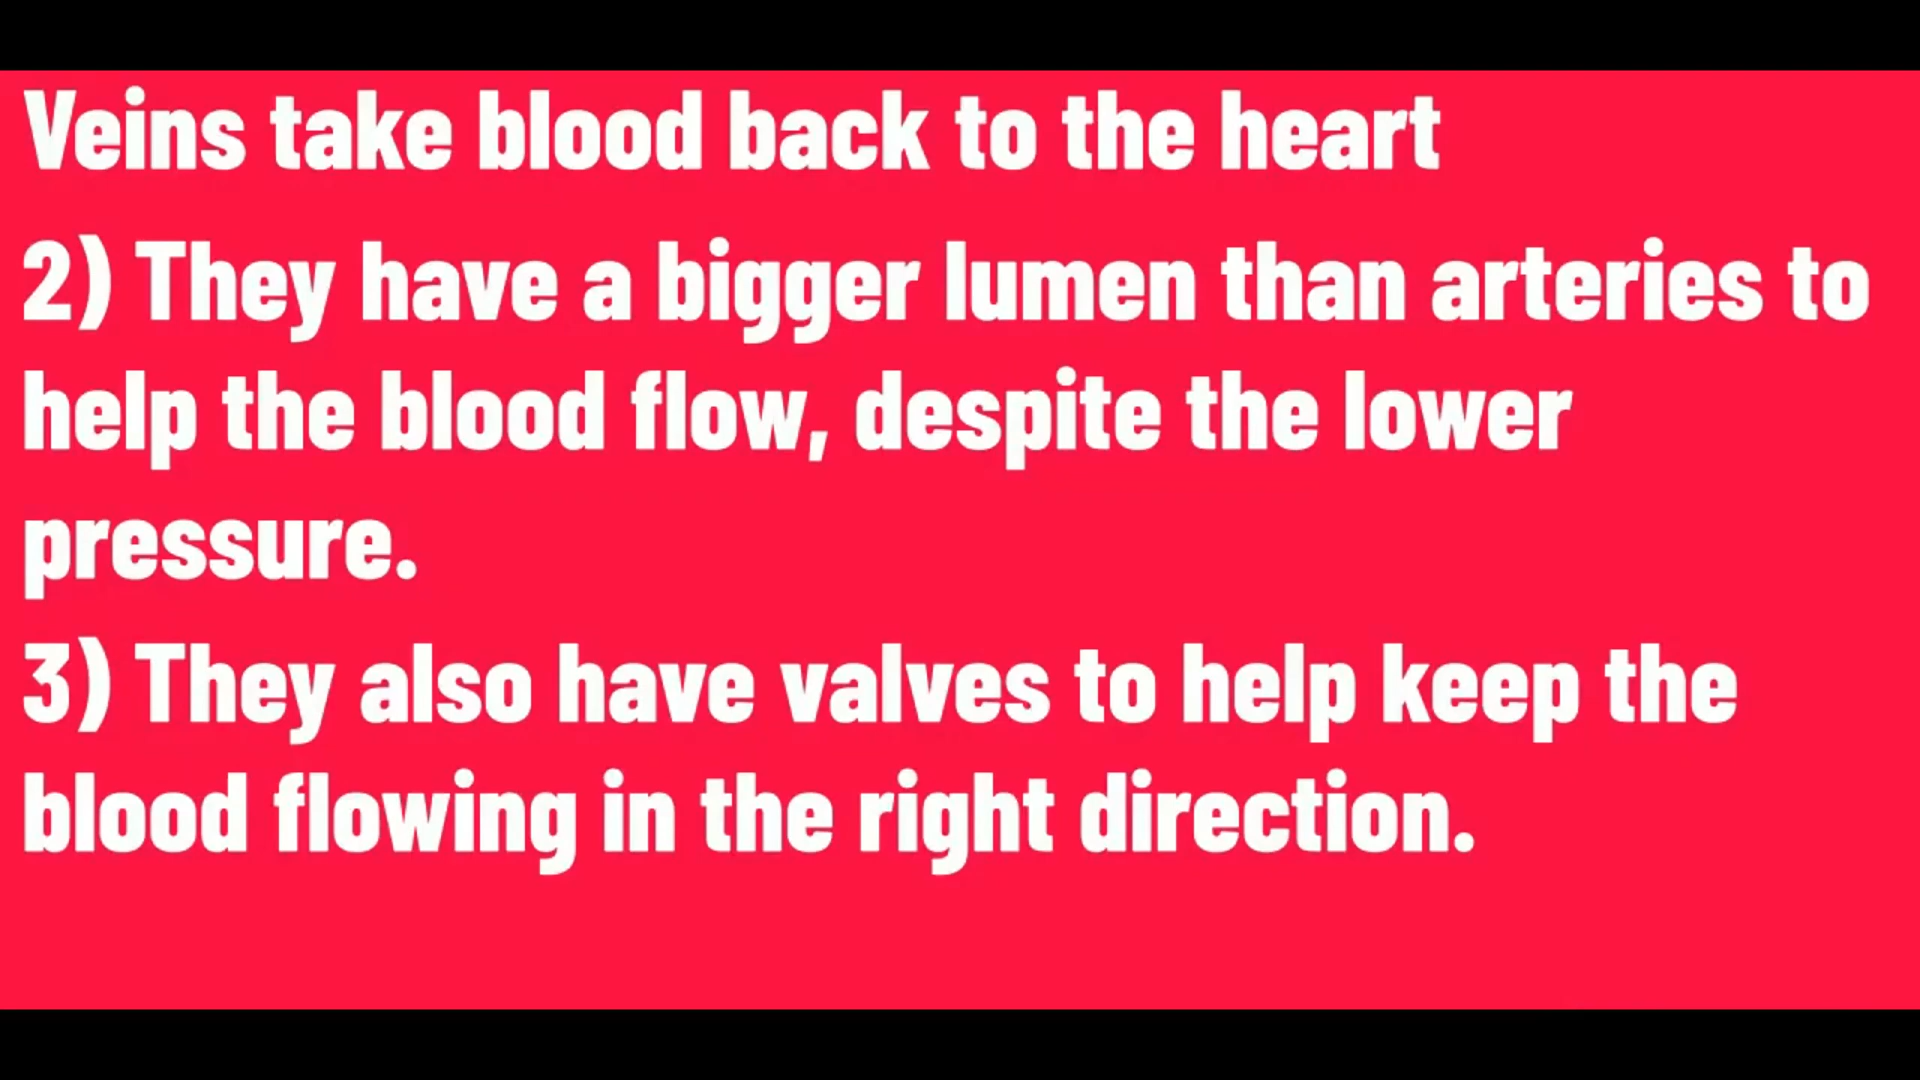 Veins take blood back to the heart
2) They have a bigger lumen than arteries to
help the blood flow, despite the lower
pressure.
3) They also have valves to help keep the
blood flowing in the right direction.